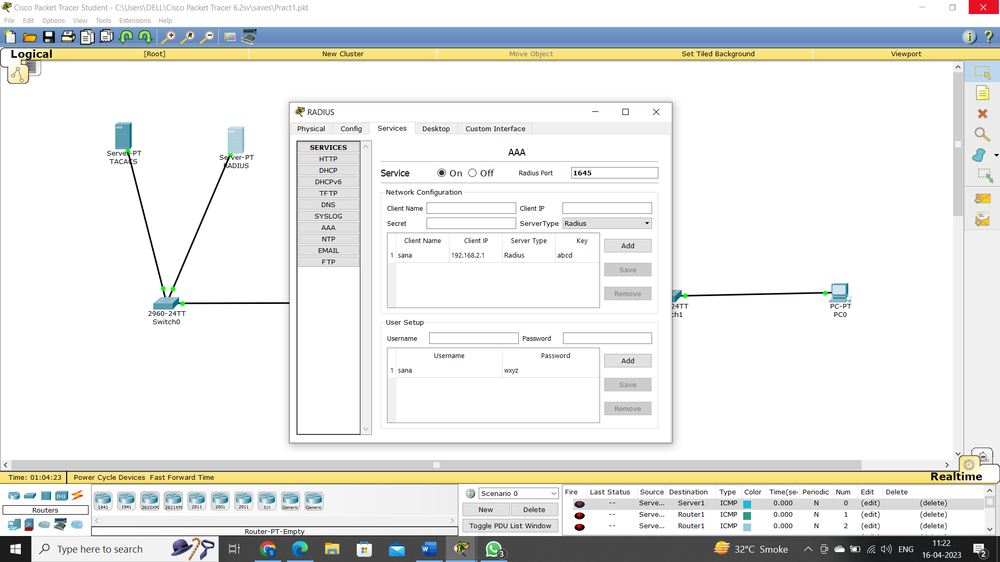 Cisco Packet Tracer Student - C:\Users\DELL\Cisco Packet Tracer 6.2sv\saves\Pract1.pkt
File Edit Options View Tools Extensions Help
Logical [Root] New Cluster Move Object Set Tiled Background Viewport
Server-PT
TACACS
Server-PT
RADIUS
2960-24TT
Switch0
24TT
ch1
PC-PT
PC0
RADIUS
Physical Config Services Desktop Custom Interface
SERVICES
HTTP
DHCP
DHCPv6
TFTP
DNS
SYSLOG
AAA
NTP
EMAIL
FTP
AAA
Service On Off Radius Port 1645
Network Configuration
Client Name Client IP
Secret ServerType Radius
Client Name Client IP Server Type Key
1 sana 192.168.2.1 Radius abcd
Add
Save
Remove
User Setup
Username Password
Username Password
1 sana wxyz
Add
Save
Remove
Time: 01:04:23 Power Cycle Devices Fast Forward Time
Realtime
Routers
1841 1941 2620XM 2621XM 2811 2901 2911 819 Generic Generic
Router-PT-Empty
Scenario 0
New Delete
Toggle PDU List Window
Fire Last Status Source Destination Type Color Time(sec Periodic Num Edit Delete
-- Serve... Server1 ICMP 0.000 N 0 (edit) (delete)
-- Serve... Router1 ICMP 0.000 N 1 (edit) (delete)
-- Serve... Router1 ICMP 0.000 N 2 (edit) (delete)
Type here to search
3
32°C Smoke
ENG
11:22
16-04-2023
2